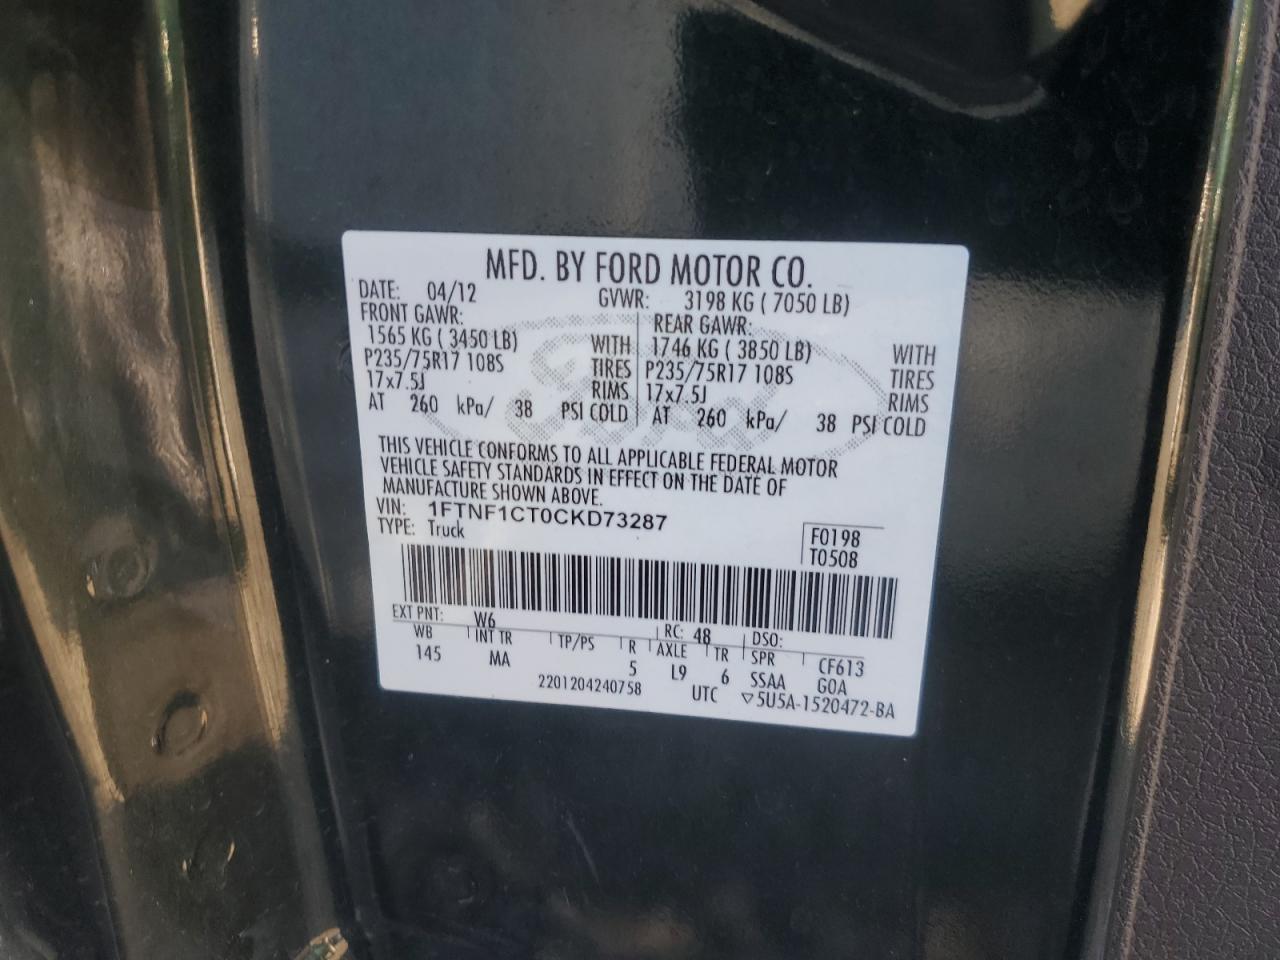 MFD. BY FORD MOTOR CO.
DATE: 04/12 GVWR: 3198 KG ( 7050 LB)
FRONT GAWR: REAR GAWR:
1565 KG ( 3450 LB) WITH 1746 KG ( 3850 LB) WITH
P235/75R17 108S TIRES P235/75R17 108S TIRES
17x7.5J RIMS 17x7.5J RIMS
AT 260 kPa/ 38 PSI COLD AT 260 kPa/ 38 PSI COLD
THIS VEHICLE CONFORMS TO ALL APPLICABLE FEDERAL MOTOR
VEHICLE SAFETY STANDARDS IN EFFECT ON THE DATE OF
MANUFACTURE SHOWN ABOVE.
VIN: 1FTNF1CT0CKD73287
TYPE: Truck
F0198
T0508
EXT PNT: W6 RC: 48 DSO:
WB INT TR TP/PS R AXLE TR SPR CF613
145 MA 5 L9 6 SSAA GOA
2201204240758 UTC ▽5U5A-1520472-BA
Ford